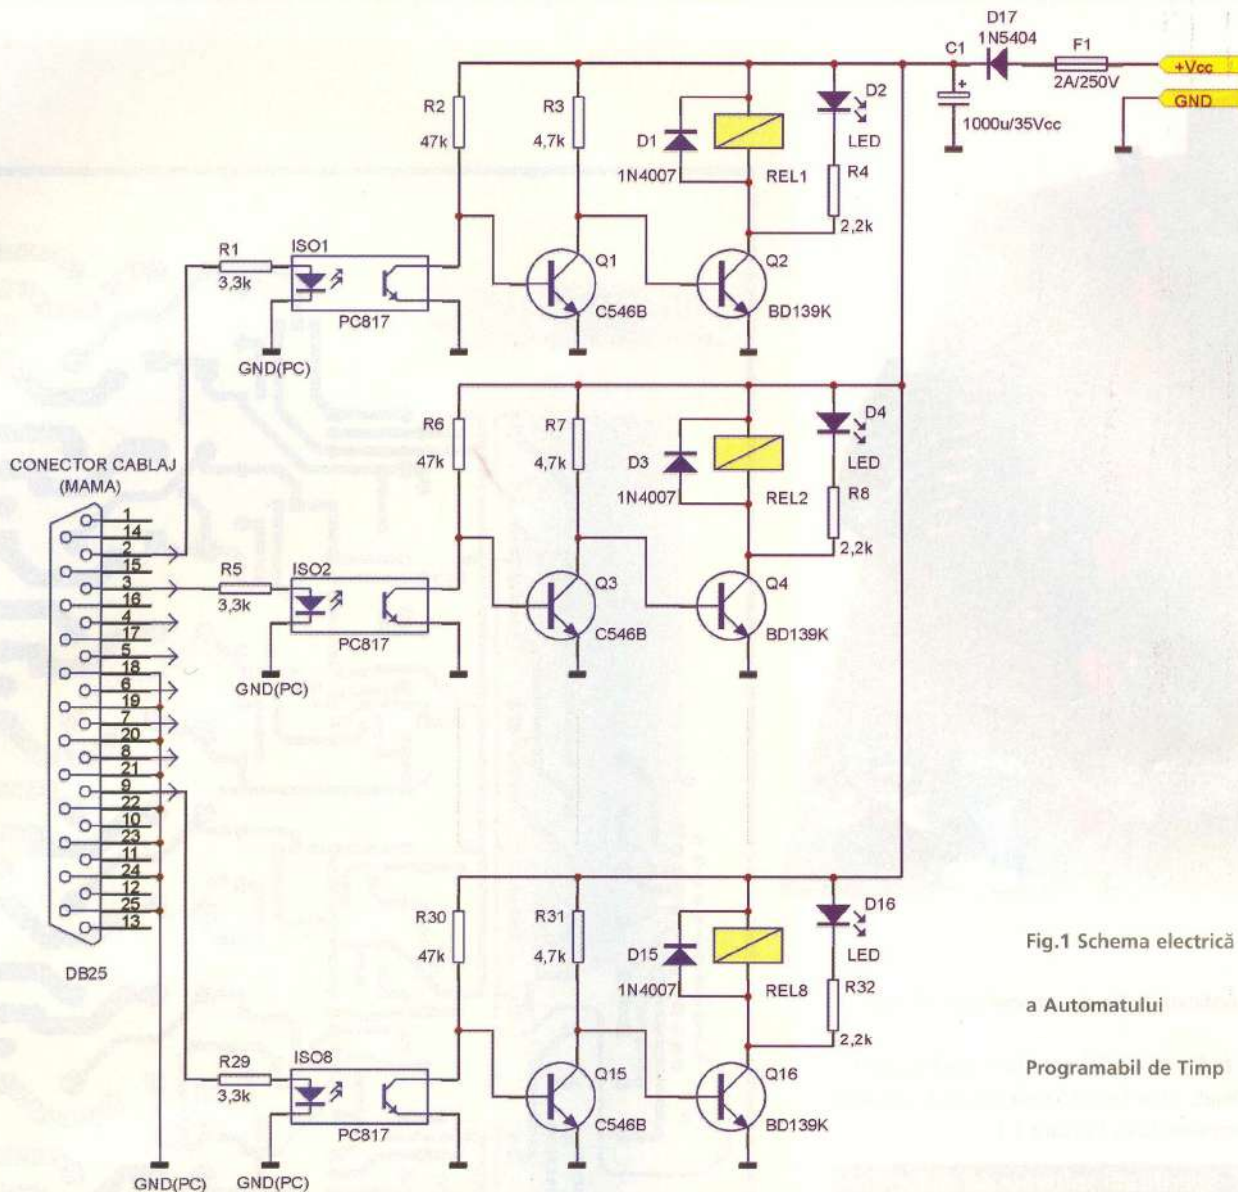 D17
1N5404
C1
F1
+Vcc
2A/250V
GND
+
1000u/35Vcc
R2
47k
R3
4,7k
D1
1N4007
REL1
D2
LED
R4
2,2k
R1
3,3k
ISO1
PC817
GND(PC)
Q1
C546B
Q2
BD139K
R6
47k
R7
4,7k
D3
1N4007
REL2
D4
LED
R8
2,2k
R5
3,3k
ISO2
PC817
GND(PC)
Q3
C546B
Q4
BD139K
CONECTOR CABLAJ
(MAMA)
1
14
2
15
3
16
4
17
5
18
6
19
7
20
8
21
9
22
10
23
11
24
12
25
13
DB25
R30
47k
R31
4,7k
D15
1N4007
REL8
D16
LED
R32
2,2k
R29
3,3k
ISO8
PC817
Q15
C546B
Q16
BD139K
GND(PC)
GND(PC)
Fig.1 Schema electrică
a Automatului
Programabil de Timp